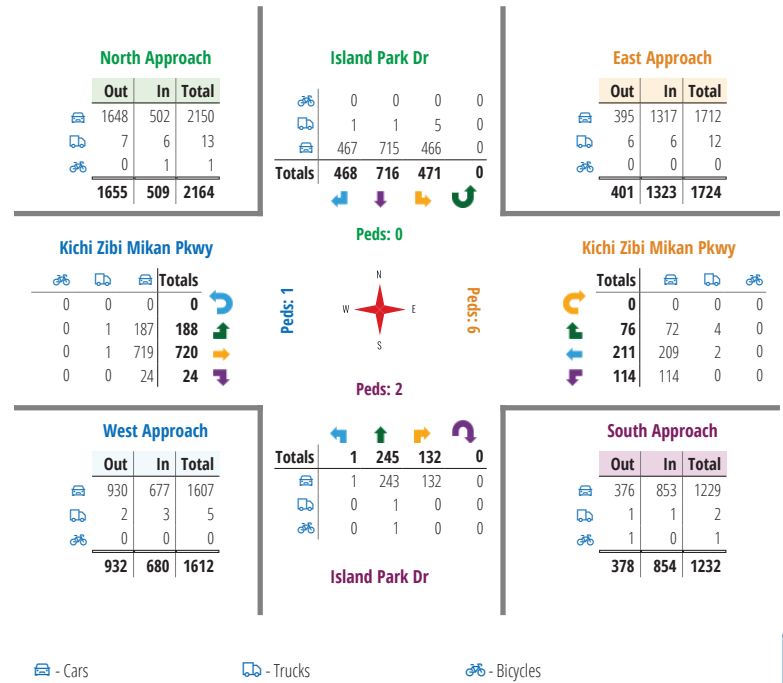 North Approach
Out In Total
1648 502 2150
7 6 13
0 1 1
1655 509 2164
Island Park Dr
0 0 0 0
1 1 5 0
467 715 466 0
Totals 468 716 471 0
East Approach
Out In Total
395 1317 1712
6 6 12
0 0 0
401 1323 1724
Peds: 0
Kichi Zibi Mikan Pkwy
Totals
0 0 0 0
0 1 187 188
0 1 719 720
0 0 24 24
Peds: 1
N
W E
S
Peds: 6
Kichi Zibi Mikan Pkwy
Totals
0 0 0 0
76 72 4 0
211 209 2 0
114 114 0 0
Peds: 2
West Approach
Out In Total
930 677 1607
2 3 5
0 0 0
932 680 1612
Totals 1 245 132 0
1 243 132 0
0 1 0 0
0 1 0 0
Island Park Dr
South Approach
Out In Total
376 853 1229
1 1 2
1 0 1
378 854 1232
- Cars - Trucks - Bicycles